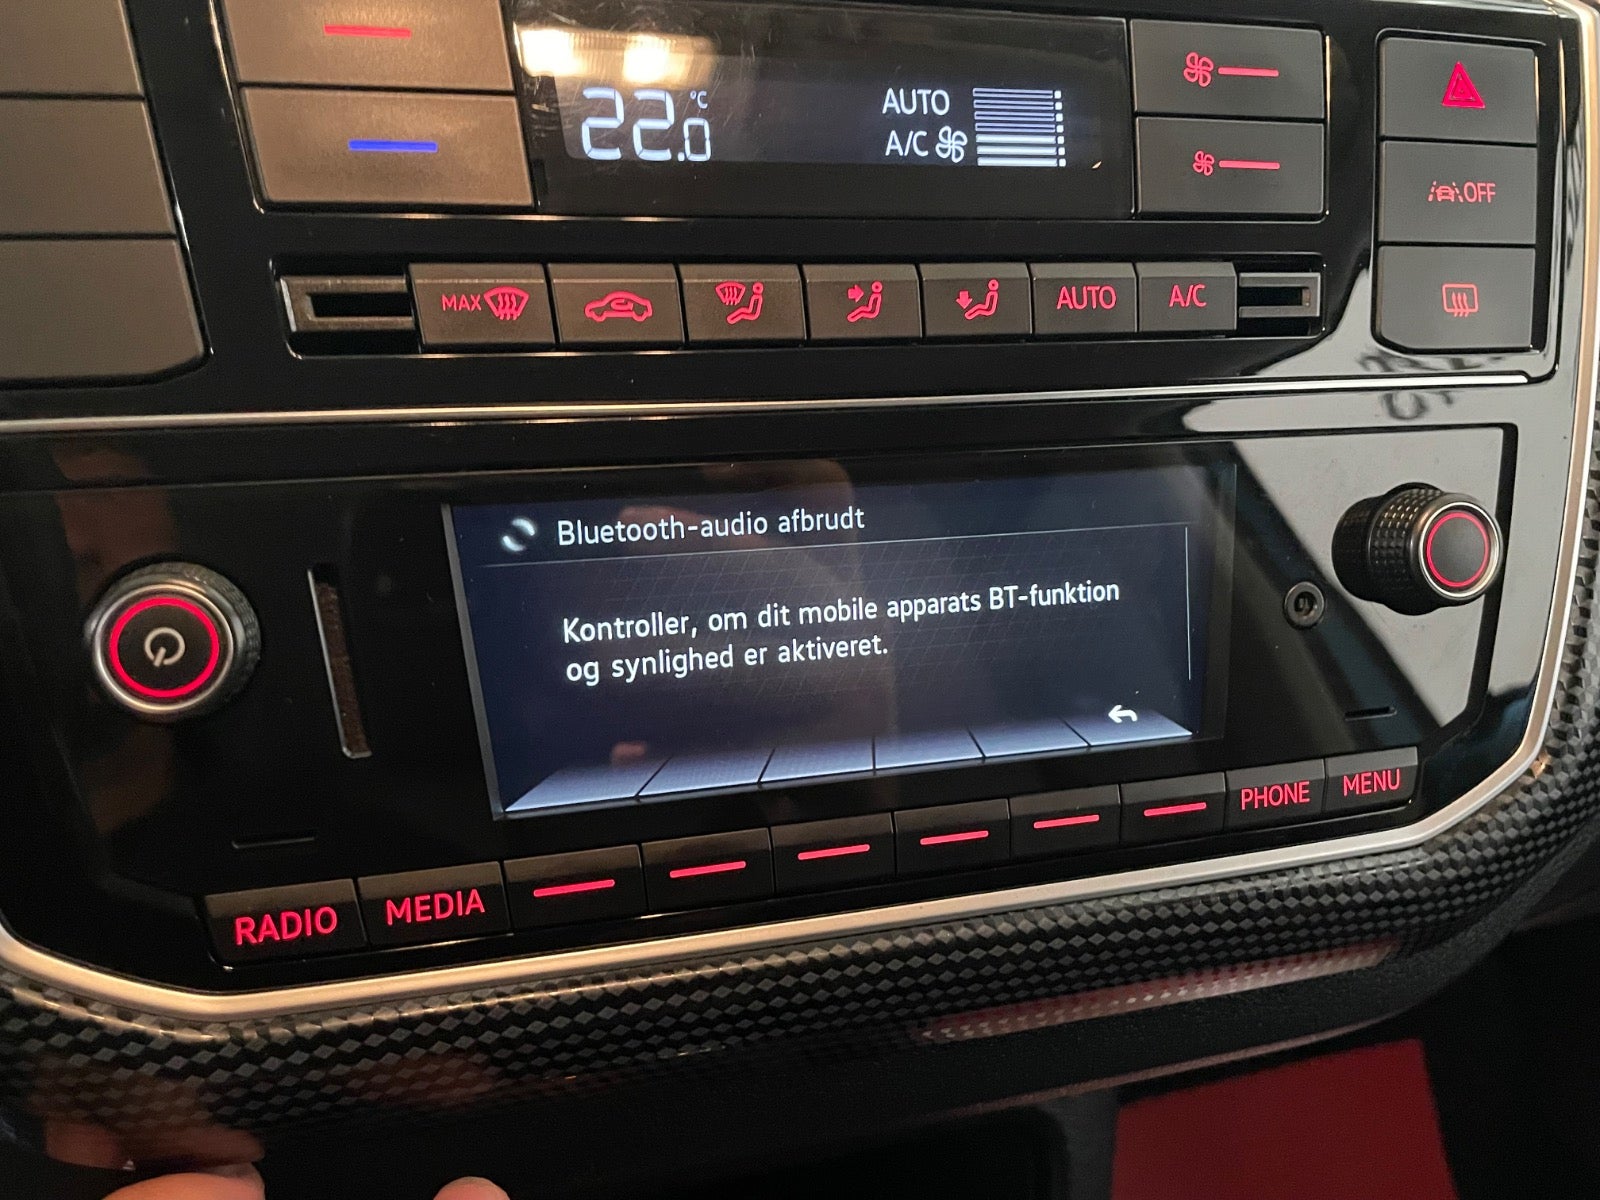 22.0 °C
AUTO
A/C
OFF
MAX
AUTO
A/C
Bluetooth-audio afbrudt
Kontroller, om dit mobile apparats BT-funktion
og synlighed er aktiveret.
RADIO
MEDIA
PHONE
MENU